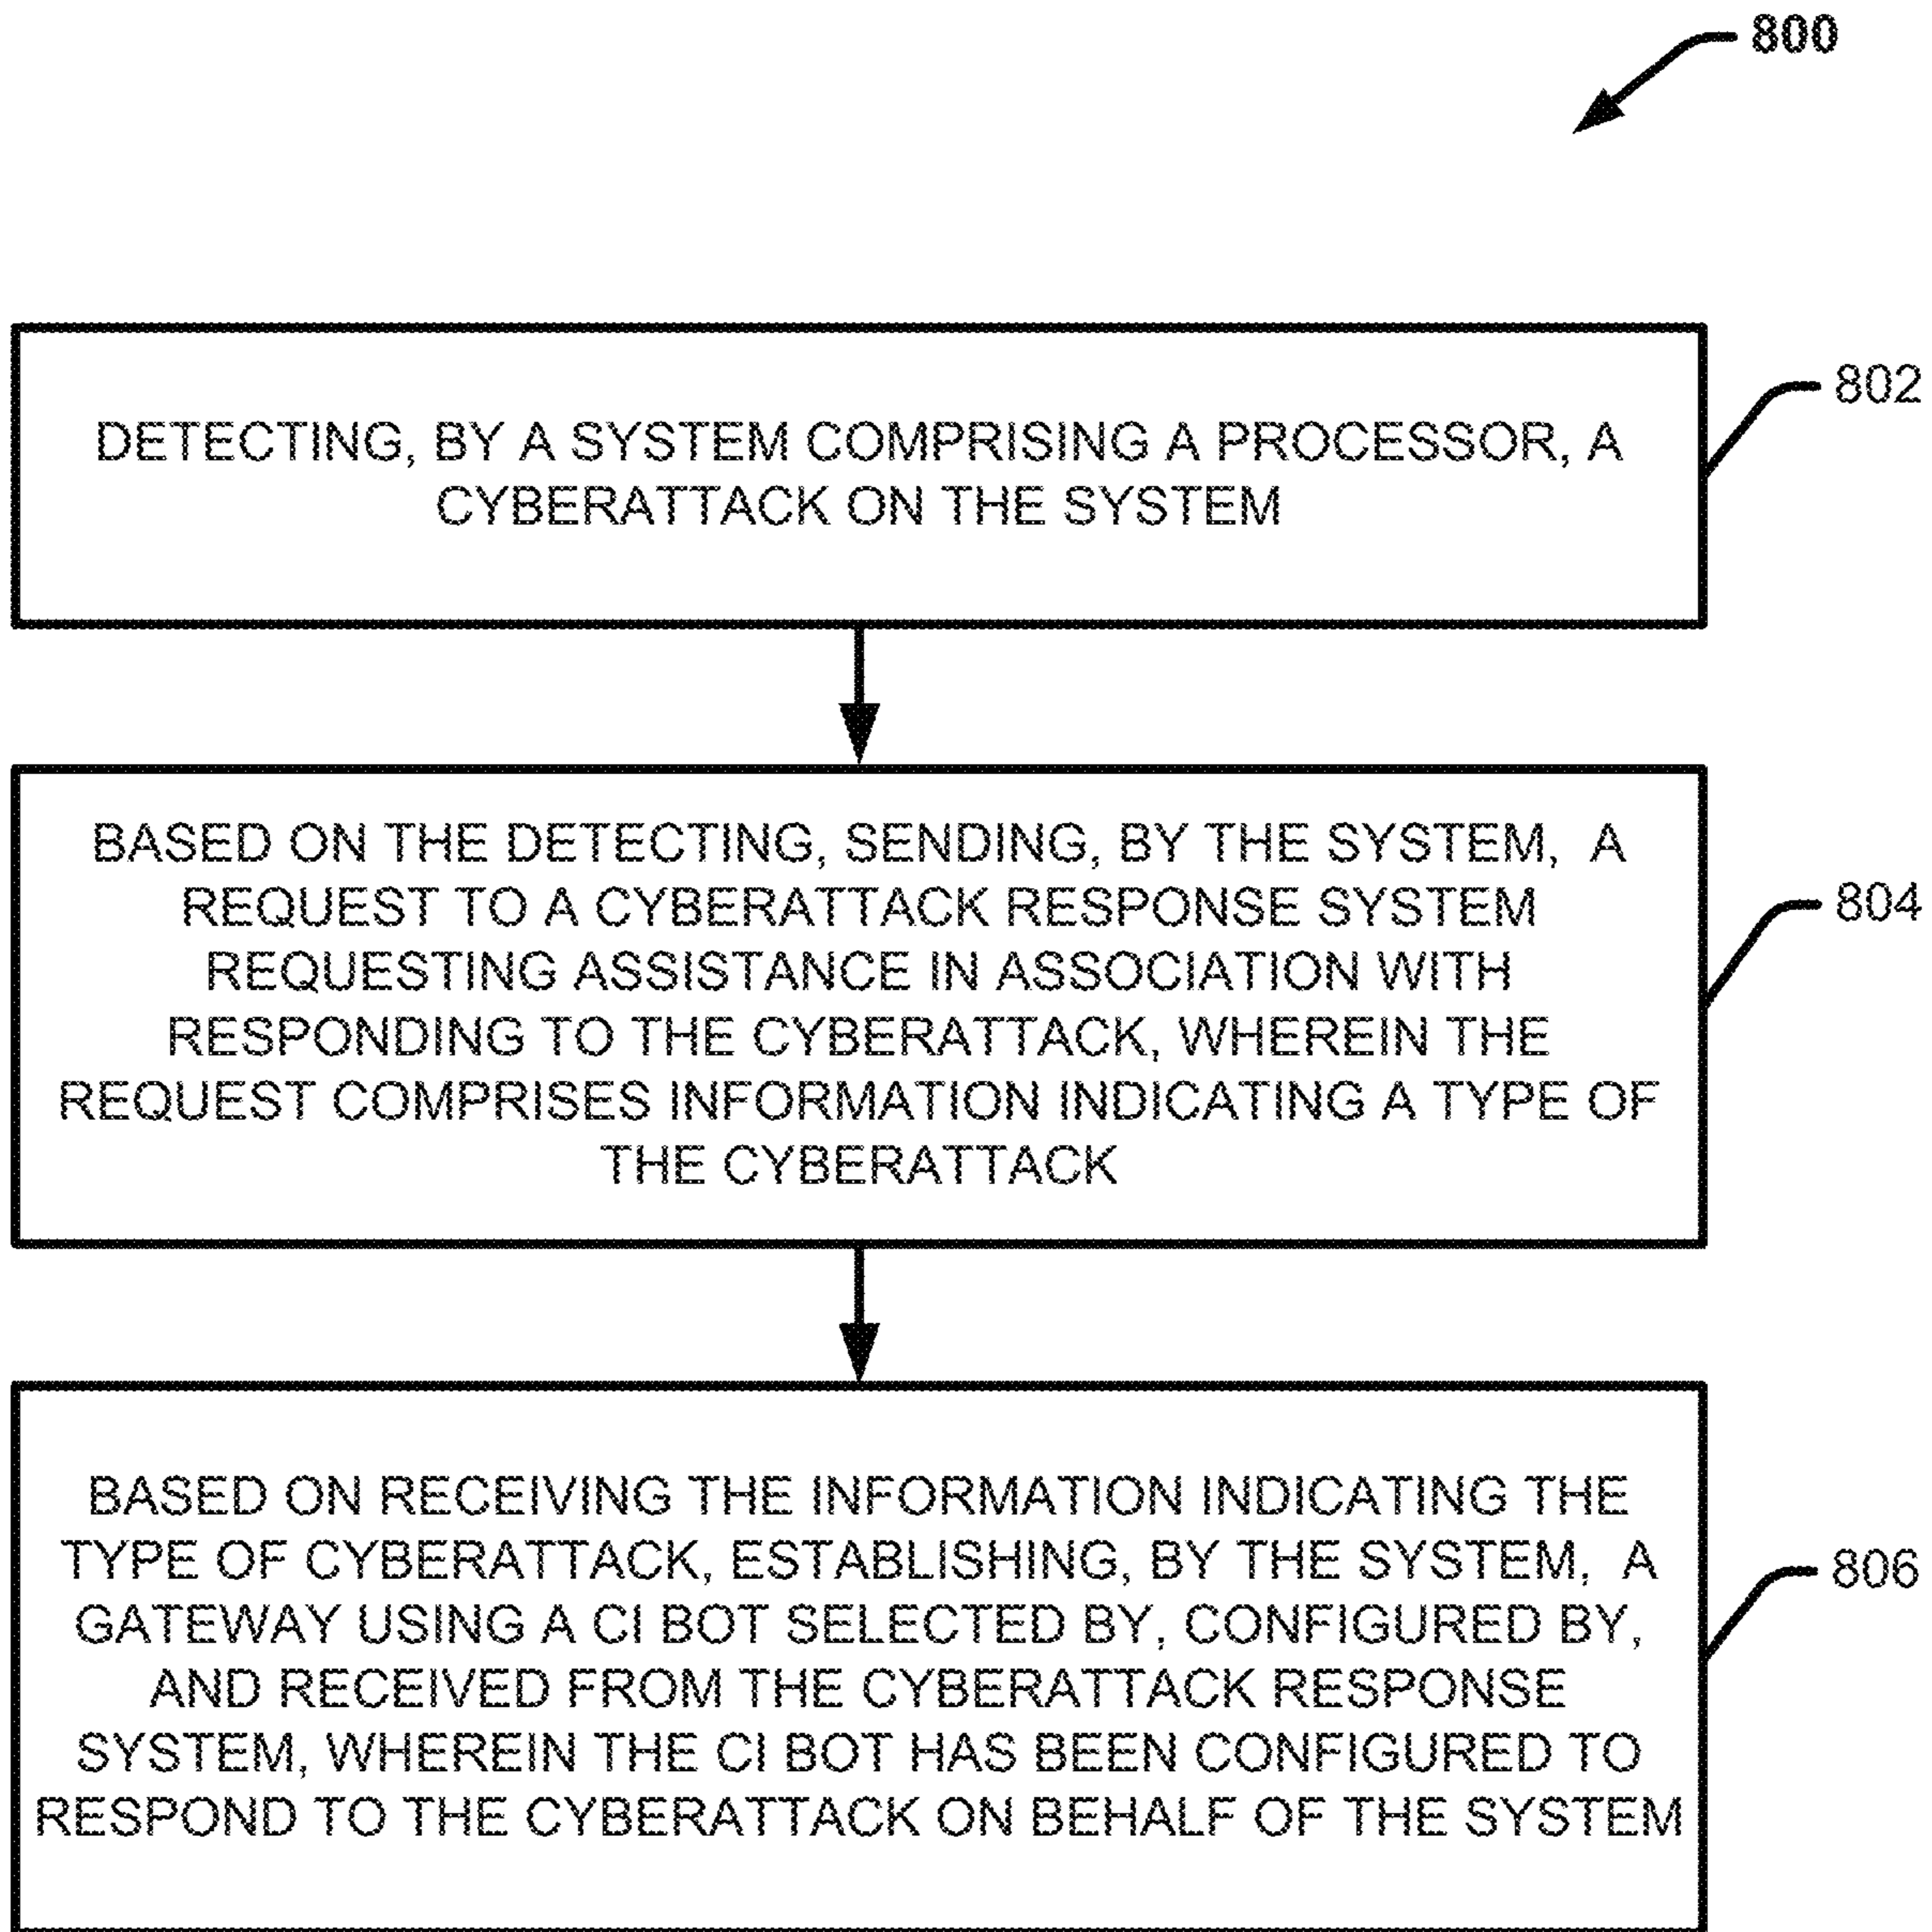 800
DETECTING, BY A SYSTEM COMPRISING A PROCESSOR, A
CYBERATTACK ON THE SYSTEM
802
BASED ON THE DETECTING, SENDING, BY THE SYSTEM, A
REQUEST TO A CYBERATTACK RESPONSE SYSTEM
REQUESTING ASSISTANCE IN ASSOCIATION WITH
RESPONDING TO THE CYBERATTACK, WHEREIN THE
REQUEST COMPRISES INFORMATION INDICATING A TYPE OF
THE CYBERATTACK
804
BASED ON RECEIVING THE INFORMATION INDICATING THE
TYPE OF CYBERATTACK, ESTABLISHING, BY THE SYSTEM, A
GATEWAY USING A CI BOT SELECTED BY, CONFIGURED BY,
AND RECEIVED FROM THE CYBERATTACK RESPONSE
SYSTEM, WHEREIN THE CI BOT HAS BEEN CONFIGURED TO
RESPOND TO THE CYBERATTACK ON BEHALF OF THE SYSTEM
806